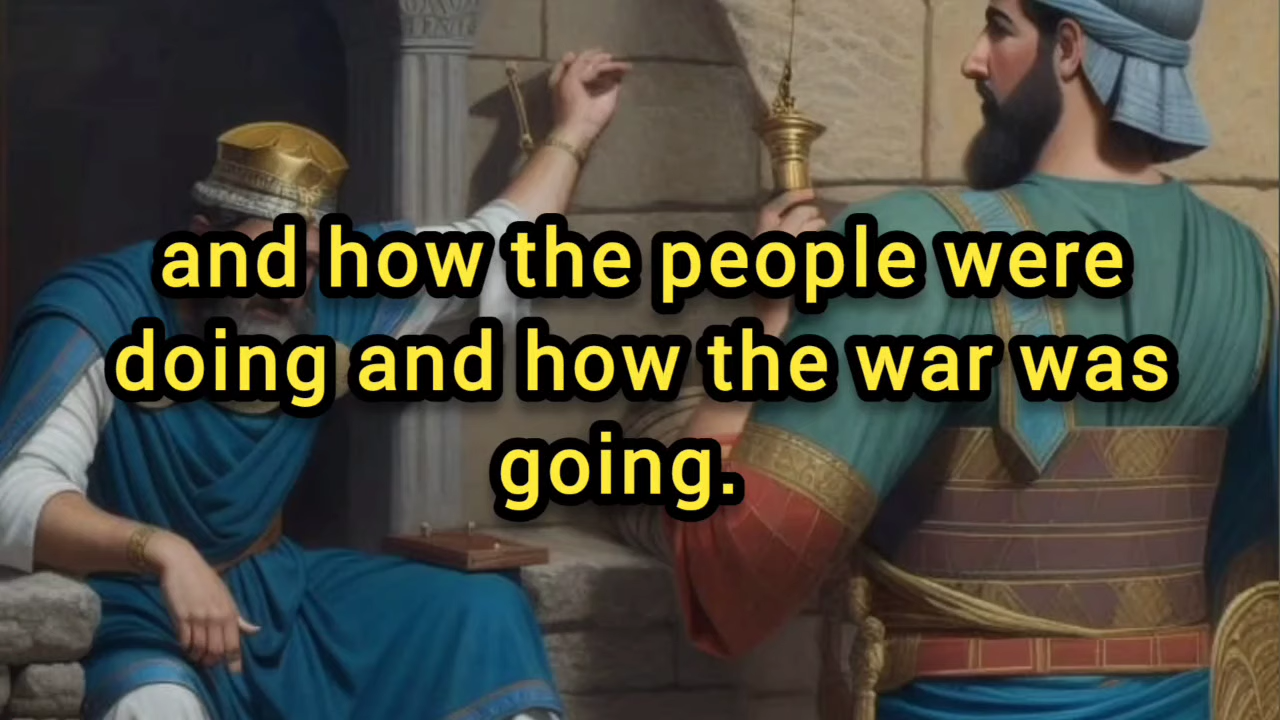 and how the people were
doing and how the war was
going.